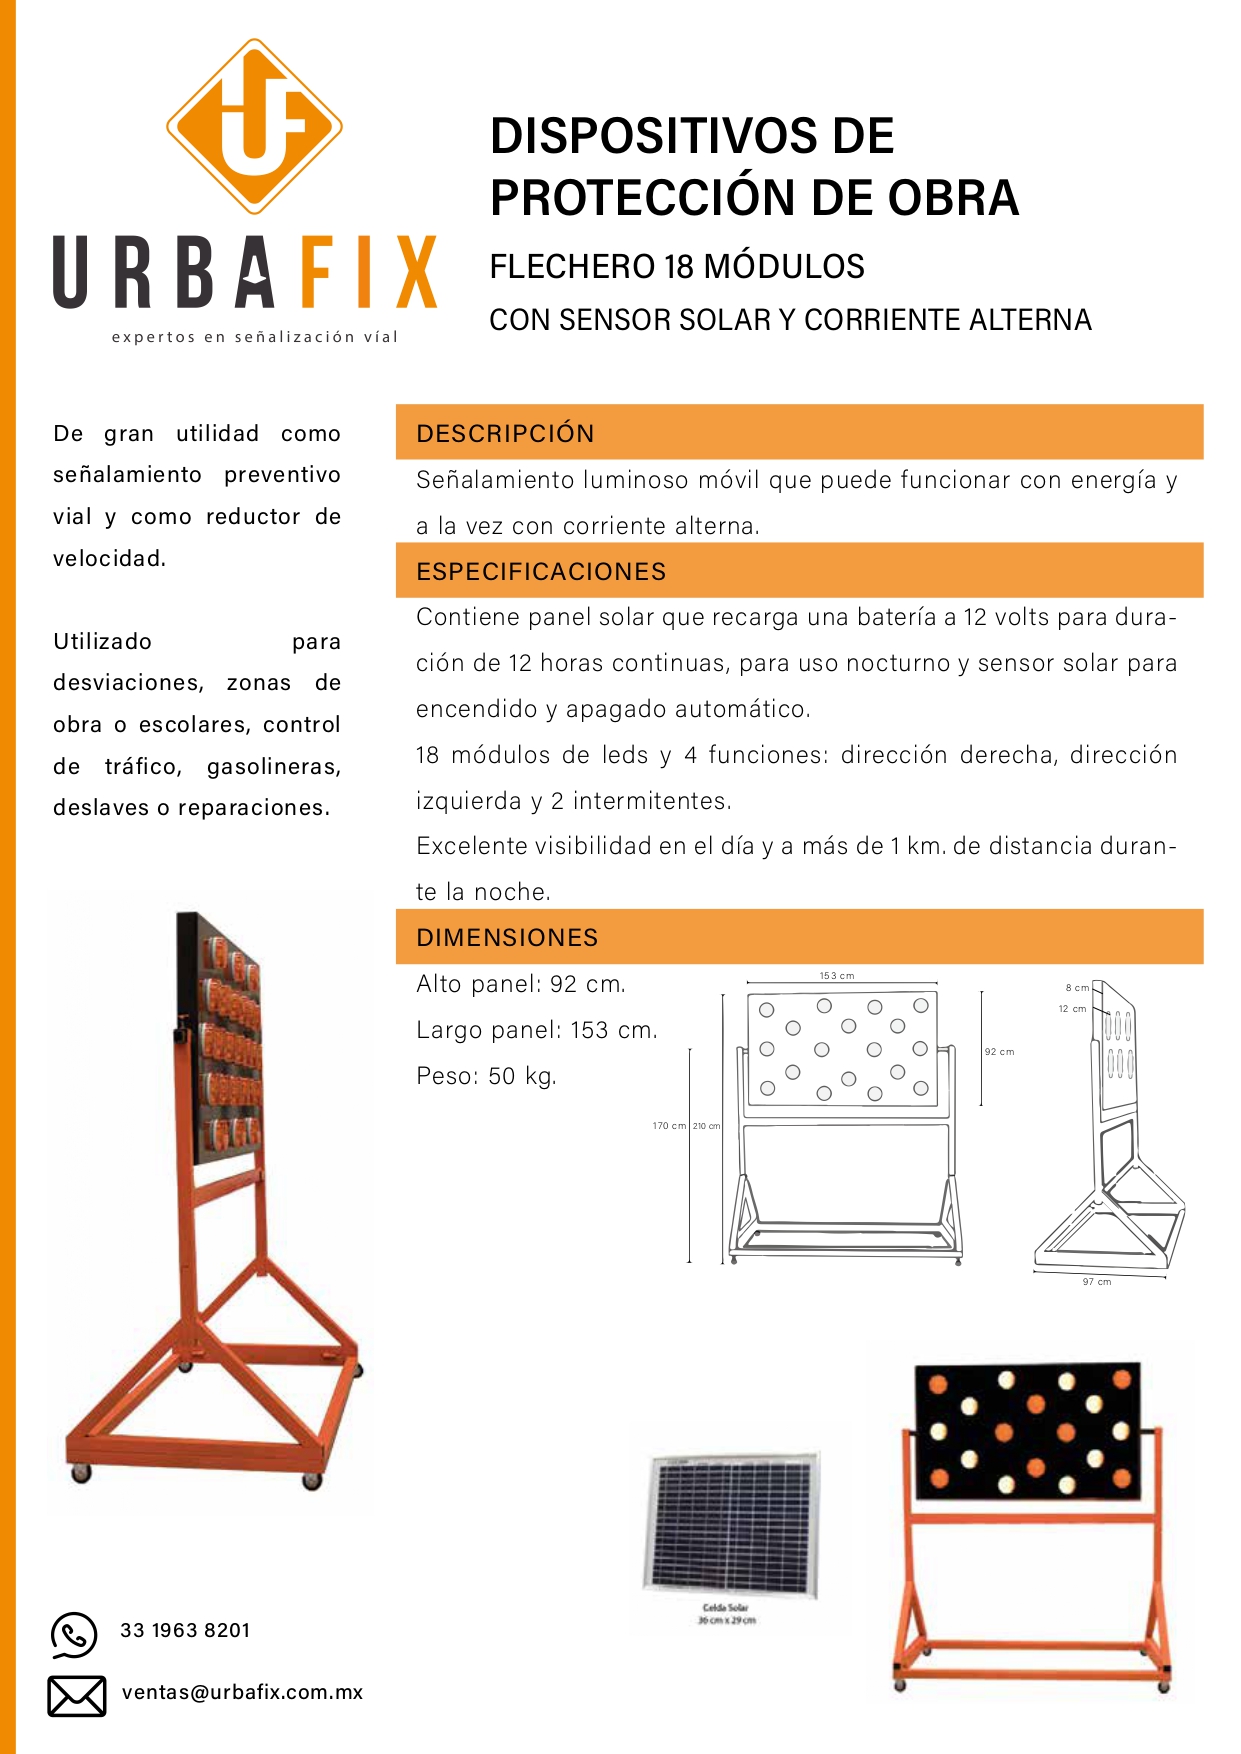 URBAFIX
expertos en señalización víal
DISPOSITIVOS DE
PROTECCIÓN DE OBRA
FLECHERO 18 MÓDULOS
CON SENSOR SOLAR Y CORRIENTE ALTERNA
De gran utilidad como
señalamiento preventivo
vial y como reductor de
velocidad.
Utilizado para
desviaciones, zonas de
obra o escolares, control
de tráfico, gasolineras,
deslaves o reparaciones.
DESCRIPCIÓN
Señalamiento luminoso móvil que puede funcionar con energía y
a la vez con corriente alterna.
ESPECIFICACIONES
Contiene panel solar que recarga una batería a 12 volts para dura-
ción de 12 horas continuas, para uso nocturno y sensor solar para
encendido y apagado automático.
18 módulos de leds y 4 funciones: dirección derecha, dirección
izquierda y 2 intermitentes.
Excelente visibilidad en el día y a más de 1 km. de distancia duran-
te la noche.
DIMENSIONES
Alto panel: 92 cm.
Largo panel: 153 cm.
Peso: 50 kg.
153 cm
92 cm
170 cm
210 cm
8 cm
12 cm
97 cm
Celda Solar
36 cm x 29 cm
33 1963 8201
ventas@urbafix.com.mx